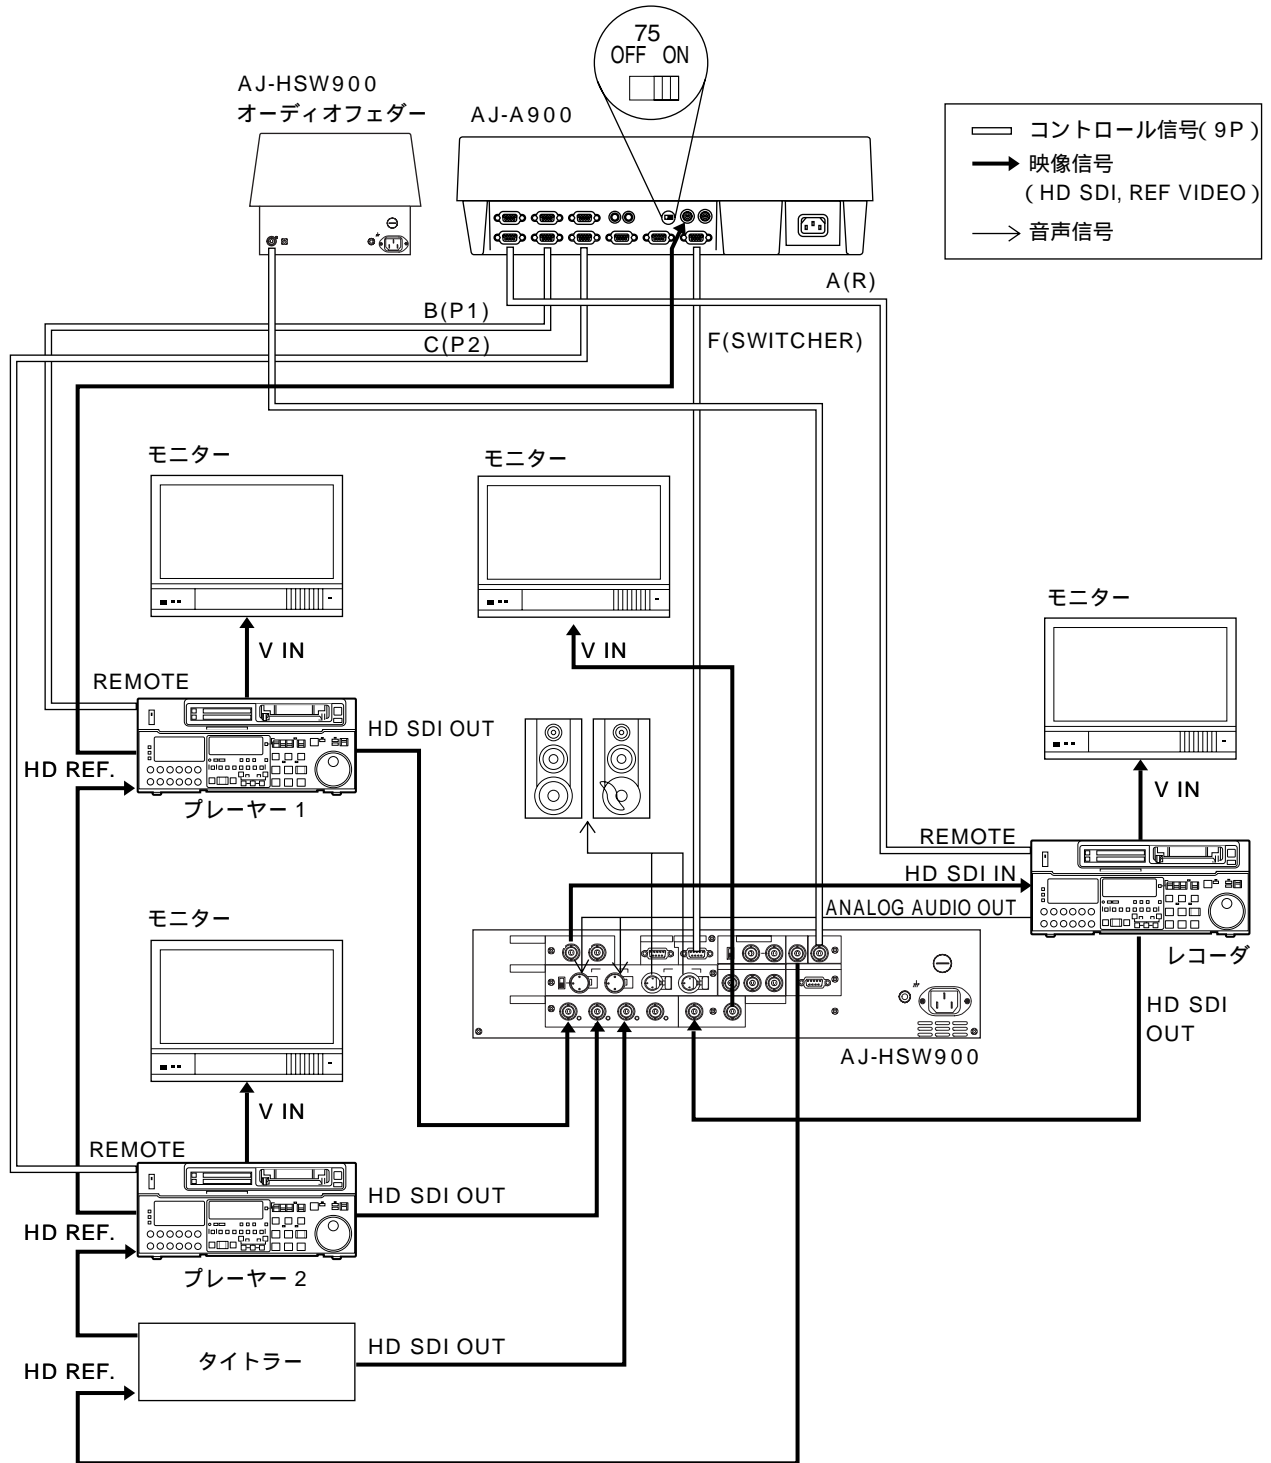 75
OFF ON
AJ-HSW900
オーディオフェダー
AJ-A900
コントロール信号(9P)
映像信号
(HD SDI, REF VIDEO)
音声信号
A(R)
B(P1)
C(P2)
F(SWITCHER)
モニター
モニター
モニター
V IN
V IN
V IN
REMOTE
HD SDI OUT
HD REF.
プレーヤー 1
REMOTE
HD SDI IN
ANALOG AUDIO OUT
レコーダ
HD SDI
OUT
AJ-HSW900
モニター
V IN
REMOTE
HD SDI OUT
HD REF.
プレーヤー 2
タイトラー
HD SDI OUT
HD REF.